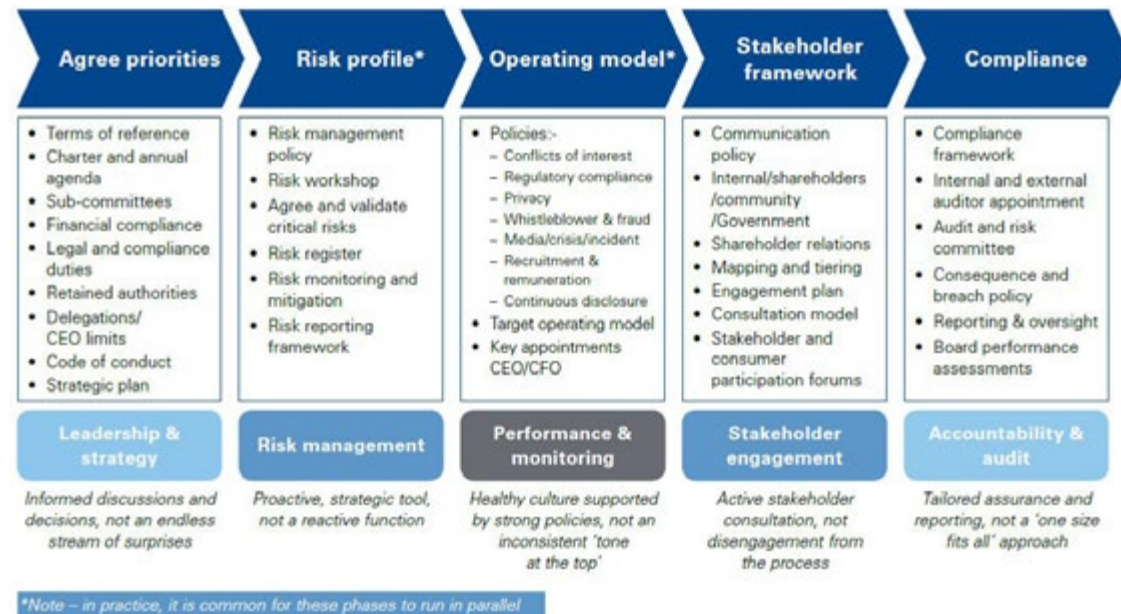 Agree priorities
Risk profile*
Operating model*
Stakeholder
framework
Compliance
• Terms of reference
• Charter and annual
agenda
• Sub-committees
• Financial compliance
• Legal and compliance
duties
• Retained authorities
• Delegations/
CEO limits
• Code of conduct
• Strategic plan
• Risk management
policy
• Risk workshop
• Agree and validate
critical risks
• Risk register
• Risk monitoring and
mitigation
• Risk reporting
framework
• Policies:-
– Conflicts of interest
– Regulatory compliance
– Privacy
– Whistleblower & fraud
– Media/crisis/incident
– Recruitment &
remuneration
– Continuous disclosure
• Target operating model
• Key appointments
CEO/CFO
• Communication
policy
• Internal/shareholders
/community
/Government
• Shareholder relations
• Mapping and tiering
• Engagement plan
• Consultation model
• Stakeholder and
consumer
participation forums
• Compliance
framework
• Internal and external
auditor appointment
• Audit and risk
committee
• Consequence and
breach policy
• Reporting & oversight
• Board performance
assessments
Leadership &
strategy
Risk management
Performance &
monitoring
Stakeholder
engagement
Accountability &
audit
Informed discussions and
decisions, not an endless
stream of surprises
Proactive, strategic tool,
not a reactive function
Healthy culture supported
by strong policies, not an
inconsistent 'tone
at the top'
Active stakeholder
consultation, not
disengagement from
the process
Tailored assurance and
reporting, not a 'one size
fits all' approach
*Note – in practice, it is common for these phases to run in parallel